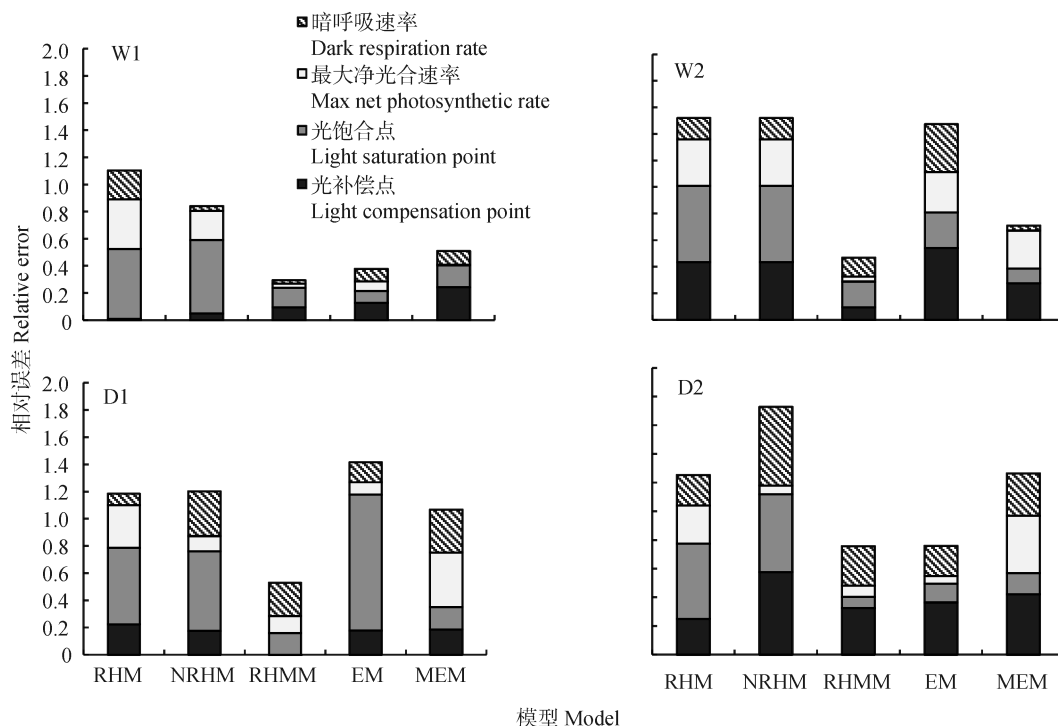 暗呼吸速率
Dark respiration rate
最大净光合速率
Max net photosynthetic rate
光饱合点
Light saturation point
光补偿点
Light compensation point
W1
2.0
1.8
1.6
1.4
1.2
1.0
0.8
0.6
0.4
0.2
0
W2
相对误差 Relative error
D1
2.0
1.8
1.6
1.4
1.2
1.0
0.8
0.6
0.4
0.2
0
RHM NRHM RHMM EM MEM
D2
RHM NRHM RHMM EM MEM
模型 Model